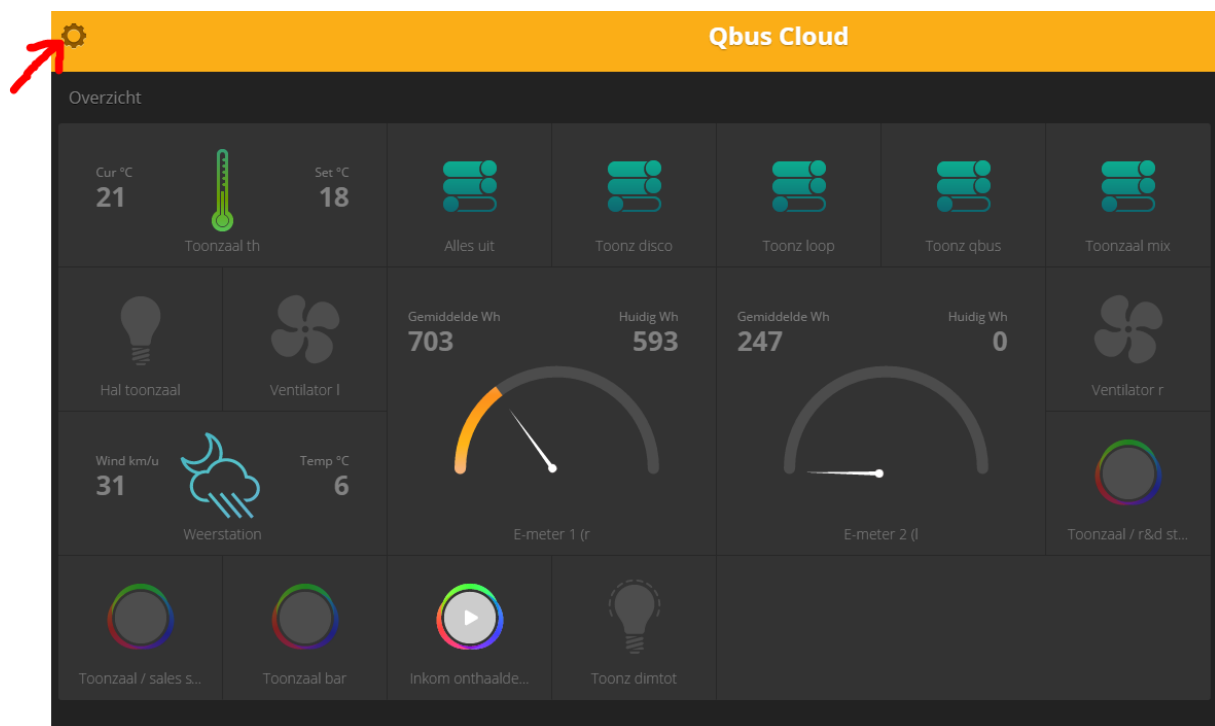 Qbus Cloud
Overzicht
Cur °C
21
Set °C
18
Toonzaal th
Alles uit
Toonz disco
Toonz loop
Toonz qbus
Toonzaal mix
Hal toonzaal
Ventilator l
Gemiddelde Wh
703
Huidig Wh
593
E-meter 1 (r
Gemiddelde Wh
247
Huidig Wh
0
E-meter 2 (l
Ventilator r
Wind km/u
31
Temp °C
6
Weerstation
Toonzaal / r&d st...
Toonzaal / sales s...
Toonzaal bar
Inkom onthaalde...
Toonz dimtot